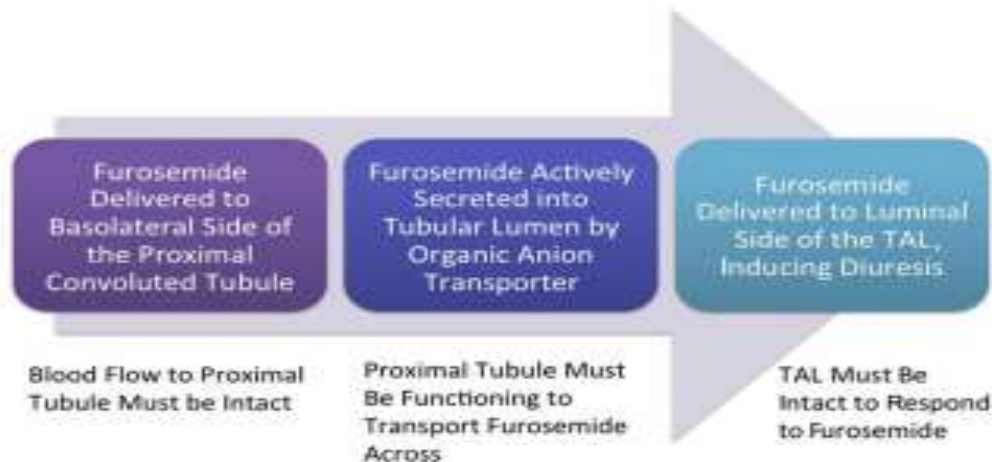 Furosemide
Delivered to
Basolateral Side of
the Proximal
Convoluted Tubule
Furosemide Actively
Secreted into
Tubular Lumen by
Organic Anion
Transporter
Furosemide
Delivered to Luminal
Side of the TAL,
Inducing Diuresis
Blood Flow to Proximal
Tubule Must be Intact
Proximal Tubule Must
Be Functioning to
Transport Furosemide
Across
TAL Must Be
Intact to Respond
to Furosemide